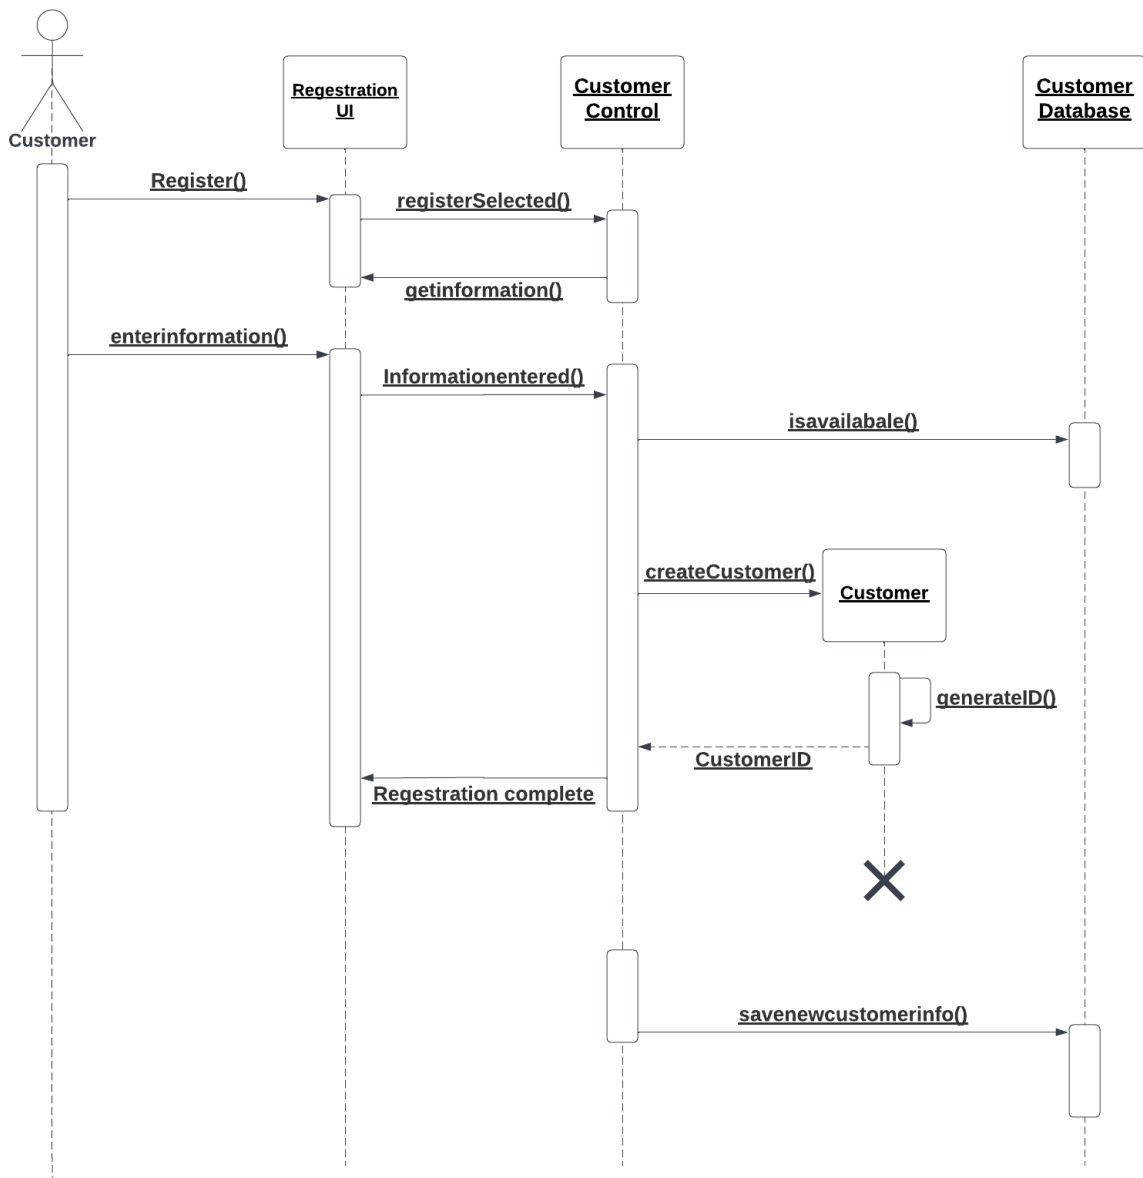 Customer
Regestration
UI
Customer
Control
Customer
Database
Register()
registerSelected()
getinformation()
enterinformation()
Informationentered()
isavailabale()
createCustomer()
Customer
generateID()
CustomerID
Regestration complete
savenewcustomerinfo()